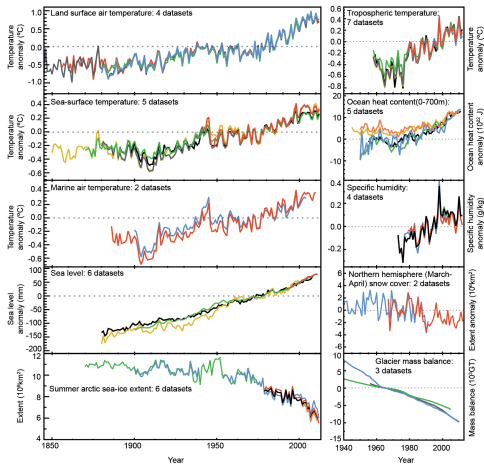 Land surface air temperature: 4 datasets
Temperature
anomaly (ºC)
1.0
0.5
0.0
-0.5
-1.0
Sea-surface temperature: 5 datasets
Temperature
anomaly (ºC)
0.4
0.2
0.0
-0.2
-0.4
-0.6
Marine air temperature: 2 datasets
Temperature
anomaly (ºC)
0.4
0.2
0.0
-0.2
-0.4
-0.6
Sea level: 6 datasets
Sea level
anomaly (mm)
100
50
0
-50
-100
-150
-200
Summer arctic sea-ice extent: 6 datasets
Extent (10⁶km²)
12
10
8
6
4
1850
1900
1950
2000
Year
Tropospheric temperature:
7 datasets
Temperature
anomaly (ºC)
0.6
0.4
0.2
0.0
-0.2
-0.4
-0.6
-0.8
Ocean heat content(0-700m):
5 datasets
Ocean heat content
anomaly (10²² J)
20
10
0
-10
Specific humidity:
4 datasets
Specific humidity
anomaly (g/kg)
0.4
0.2
0.0
-0.2
Northern hemisphere (March-
April) snow cover: 2 datasets
Extent anomaly (10⁶km²)
6
4
2
0
-2
-4
-6
Glacier mass balance:
3 datasets
Mass balance (10³GT)
10
5
0
-5
-10
-15
1940
1960
1980
2000
Year